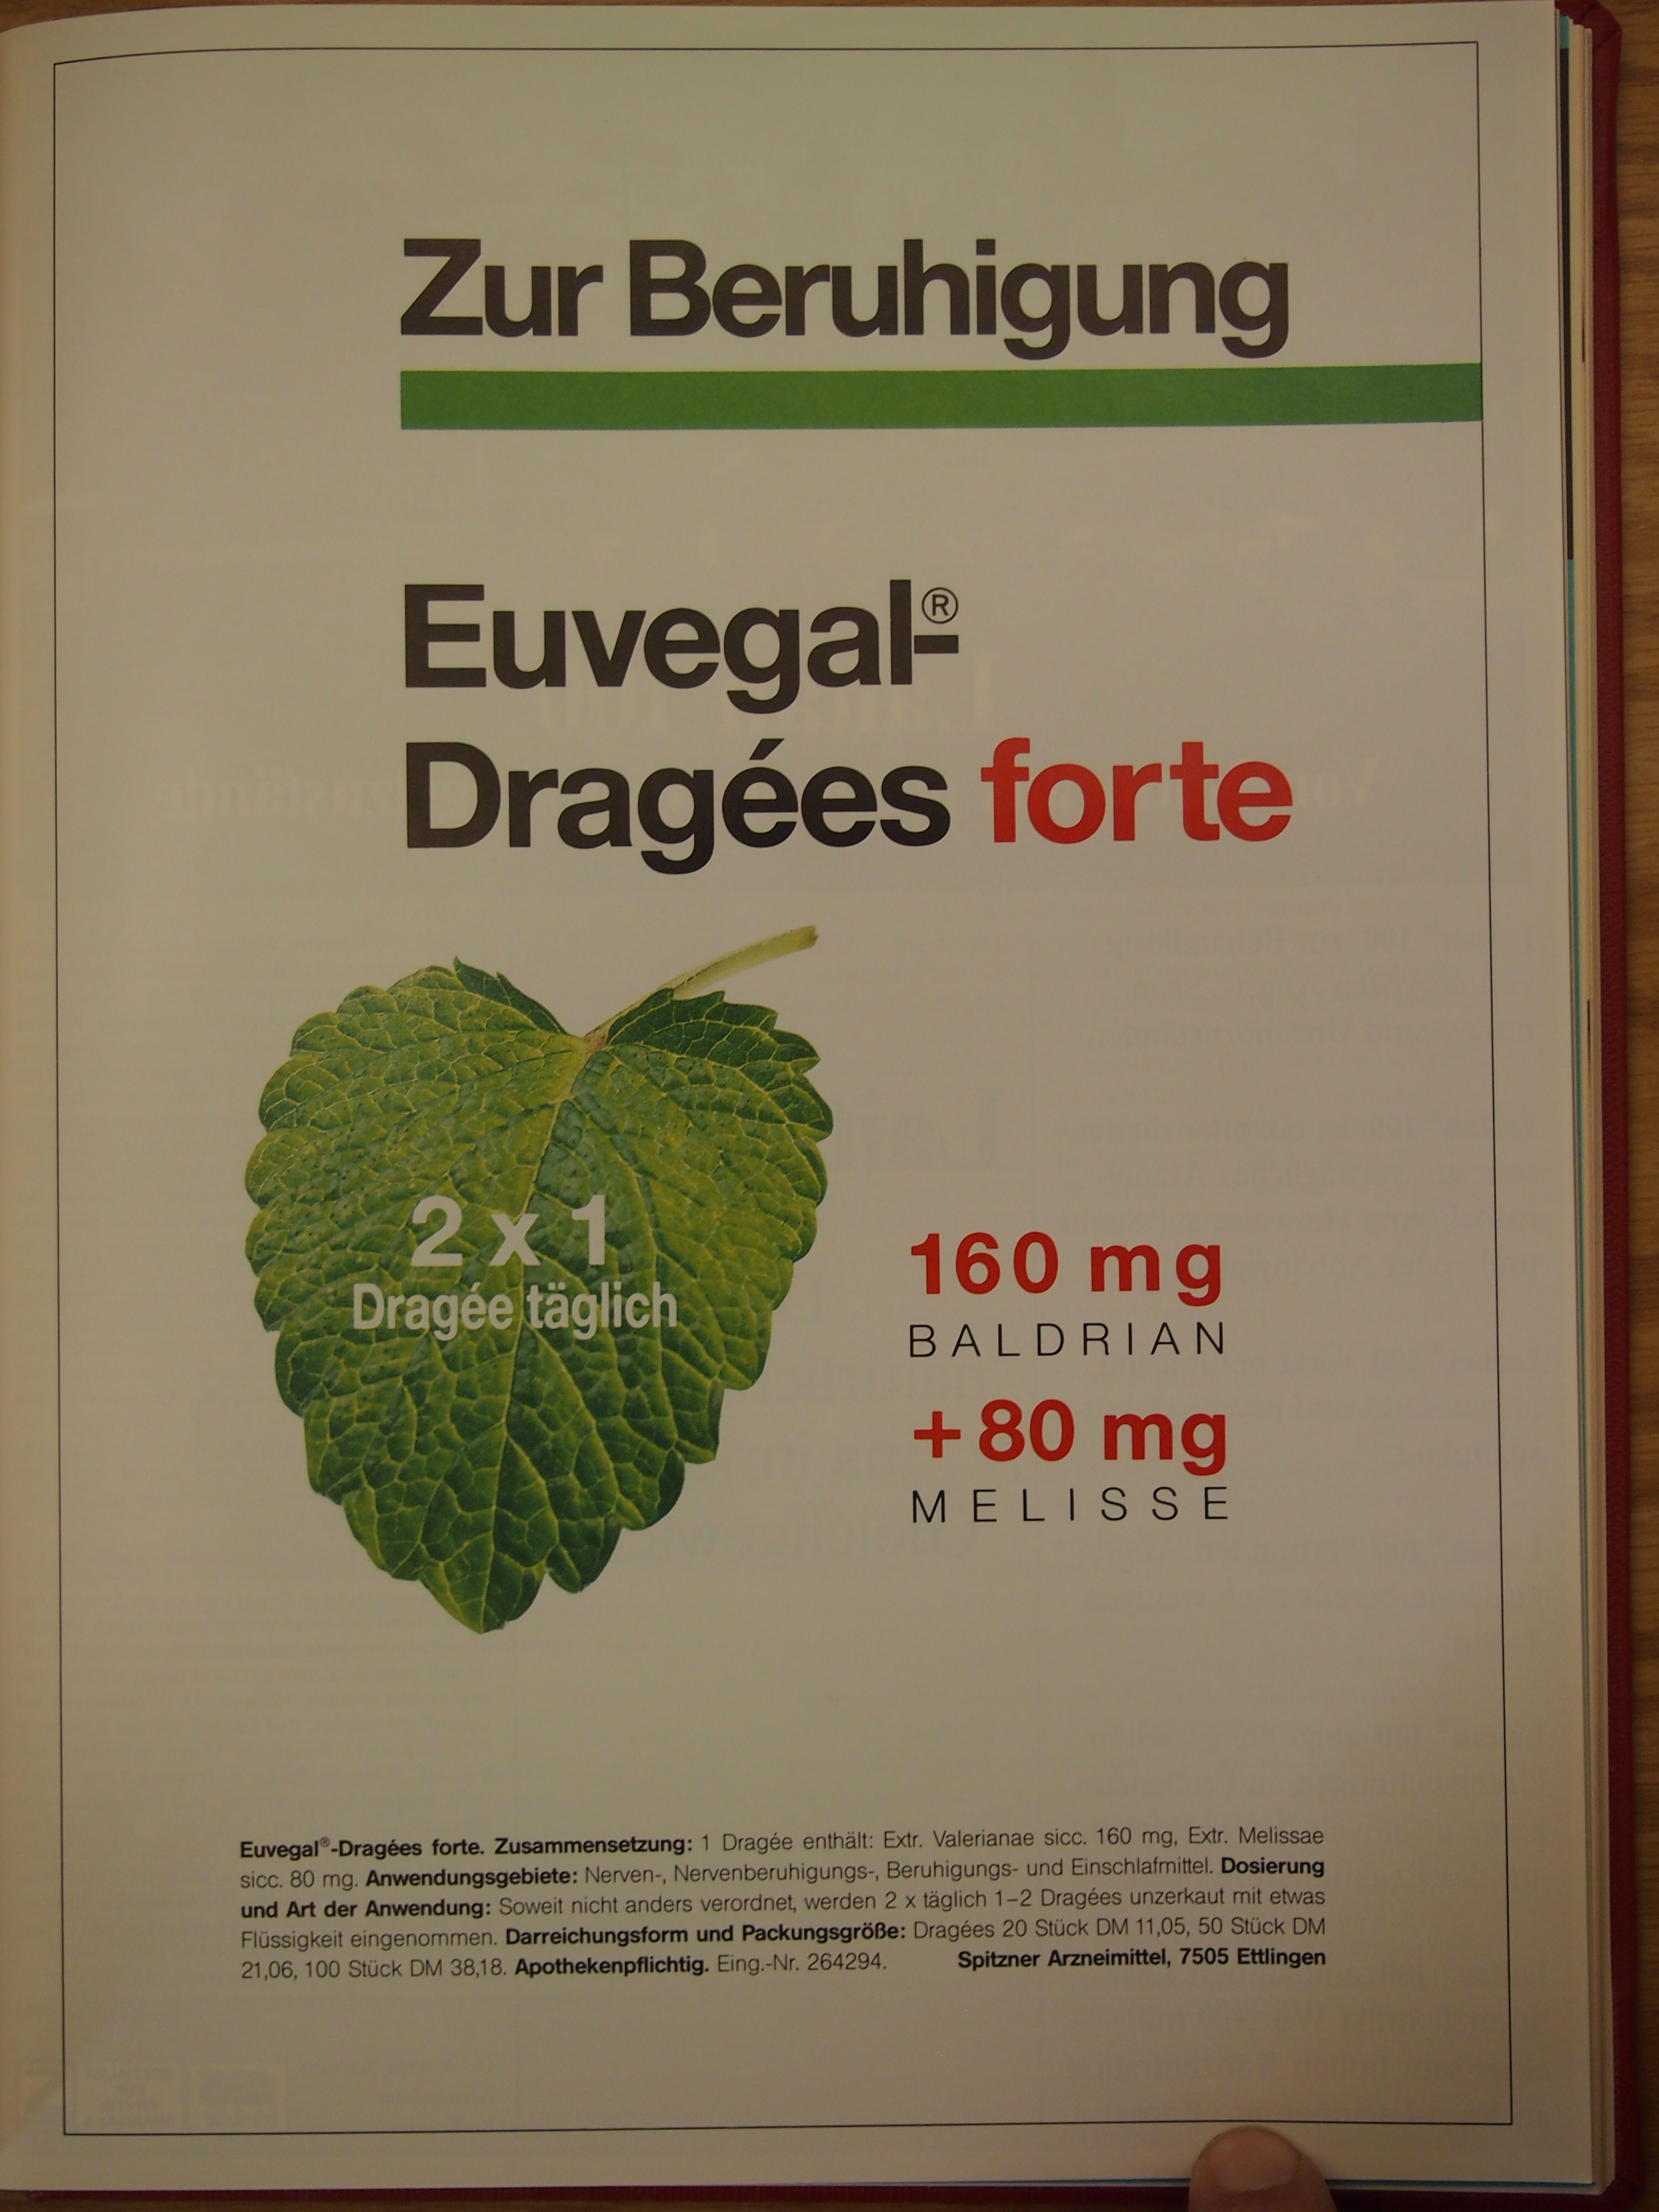 Zur Beruhigung
Euvegal®-
Dragées forte
2 x 1
Dragée täglich
160 mg
BALDRIAN
+80 mg
MELISSE
Euvegal®-Dragées forte. Zusammensetzung: 1 Dragée enthält: Extr. Valerianae sicc. 160 mg, Extr. Melissae
sicc. 80 mg. Anwendungsgebiete: Nerven-, Nervenberuhigungs-, Beruhigungs- und Einschlafmittel. Dosierung
und Art der Anwendung: Soweit nicht anders verordnet, werden 2 x täglich 1–2 Dragées unzerkaut mit etwas
Flüssigkeit eingenommen. Darreichungsform und Packungsgröße: Dragées 20 Stück DM 11,05, 50 Stück DM
21,06, 100 Stück DM 38,18. Apothekenpflichtig. Eing.-Nr. 264294. Spitzner Arzneimittel, 7505 Ettlingen